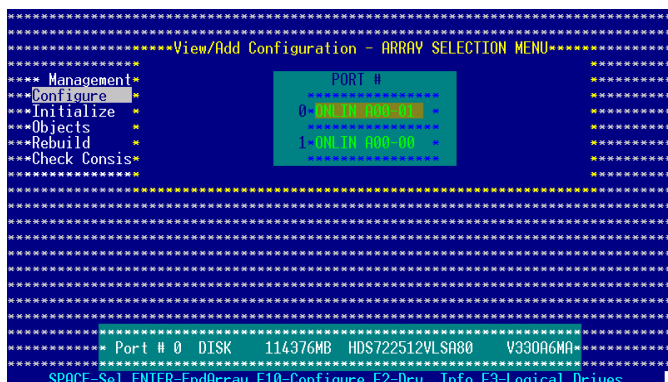 View/Add Configuration - ARRAY SELECTION MENU
Management
PORT #
Configure
0 ONLIN A00-01
Initialize
Objects
1 ONLIN A00-00
Rebuild
Check Consis
Port # 0 DISK 114376MB HDS722512VLSA80 V33OA6MA
SPACE-Sel ENTER-EndArray F10-Configure F2-Drv Info F3-Logical Drives